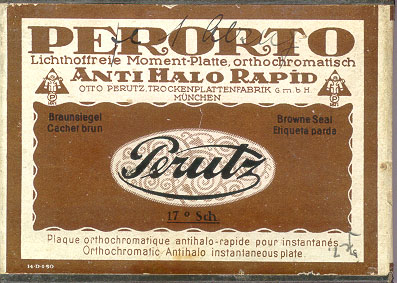 PERORTO
Lichthoffreie Moment-Platte, orthochromatisch
ANTI HALO RAPID
OTTO PERUTZ, TROCKENPLATTENFABRIK G.m.b.H.
MÜNCHEN
Braunsiegel
Cachet brun
Browne Seal
Etiqueta parda
Perutz
17° Sch.
Plaque orthochromatique antihalo-rapide pour instantanés
Orthochromatic Antihalo instantaneous plate.